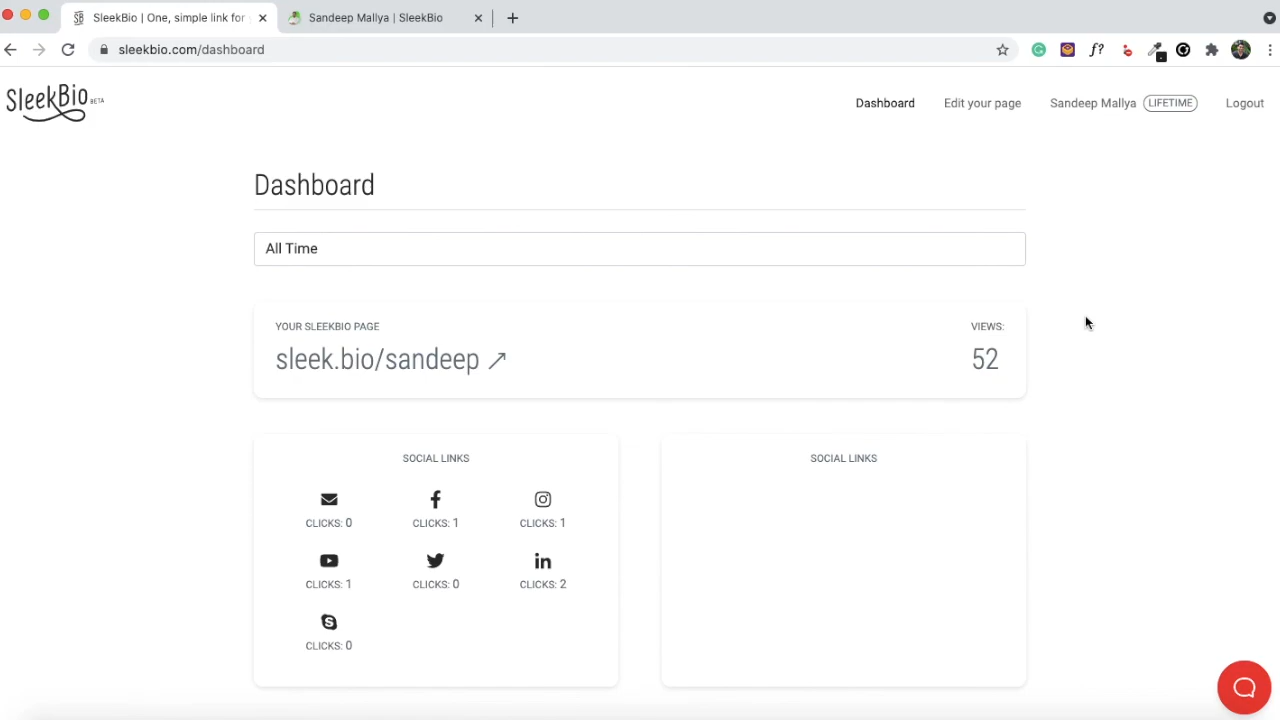 SleekBio | One, simple link for
Sandeep Mallya | SleekBio
sleekbio.com/dashboard
f?
SleekBio BETA
Dashboard
Edit your page
Sandeep Mallya LIFETIME
Logout
Dashboard
All Time
YOUR SLEEKBIO PAGE
VIEWS:
sleek.bio/sandeep ↗
52
SOCIAL LINKS
CLICKS: 0
CLICKS: 1
CLICKS: 1
CLICKS: 1
CLICKS: 0
CLICKS: 2
CLICKS: 0
SOCIAL LINKS